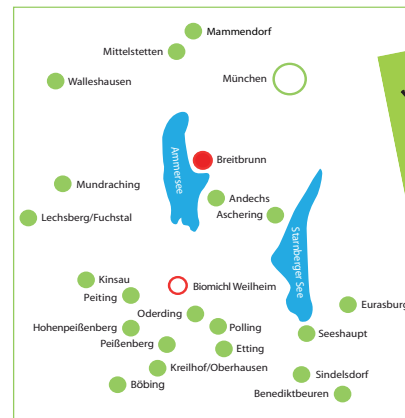 Mammendorf
Mittelstetten
Walleshausen
München
Ammersee
Breitbrunn
Mundraching
Andechs
Aschering
Lechsberg/Fuchstal
Starnberger See
Kinsau
Biomichl Weilheim
Peiting
Eurasburg
Oderding
Hohenpeißenberg
Polling
Seeshaupt
Peißenberg
Etting
Kreilhof/Oberhausen
Sindelsdorf
Böbing
Benediktbeuren